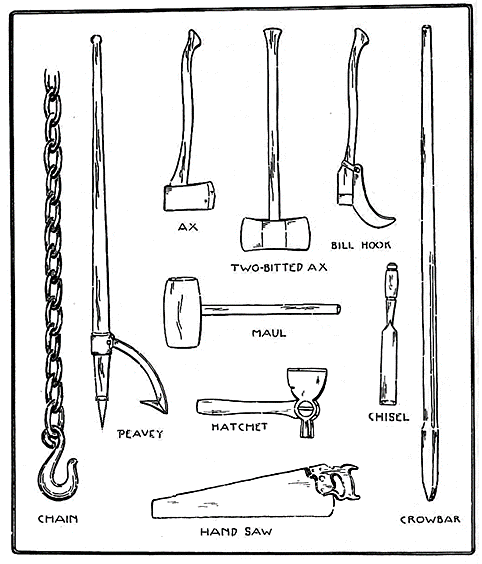 AX
TWO-BITTED AX
BILL HOOK
MAUL
PEAVEY
HATCHET
CHISEL
CHAIN
HAND SAW
CROWBAR